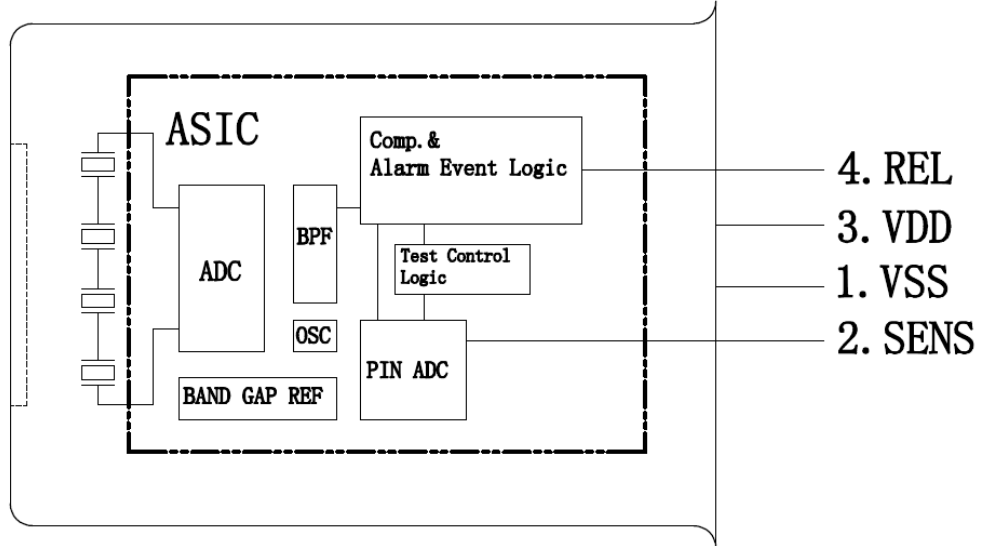 ASIC
Comp.&
Alarm Event Logic
4. REL
3. VDD
BPF
Test Control
Logic
ADC
1. VSS
OSC
2. SENS
PIN ADC
BAND GAP REF